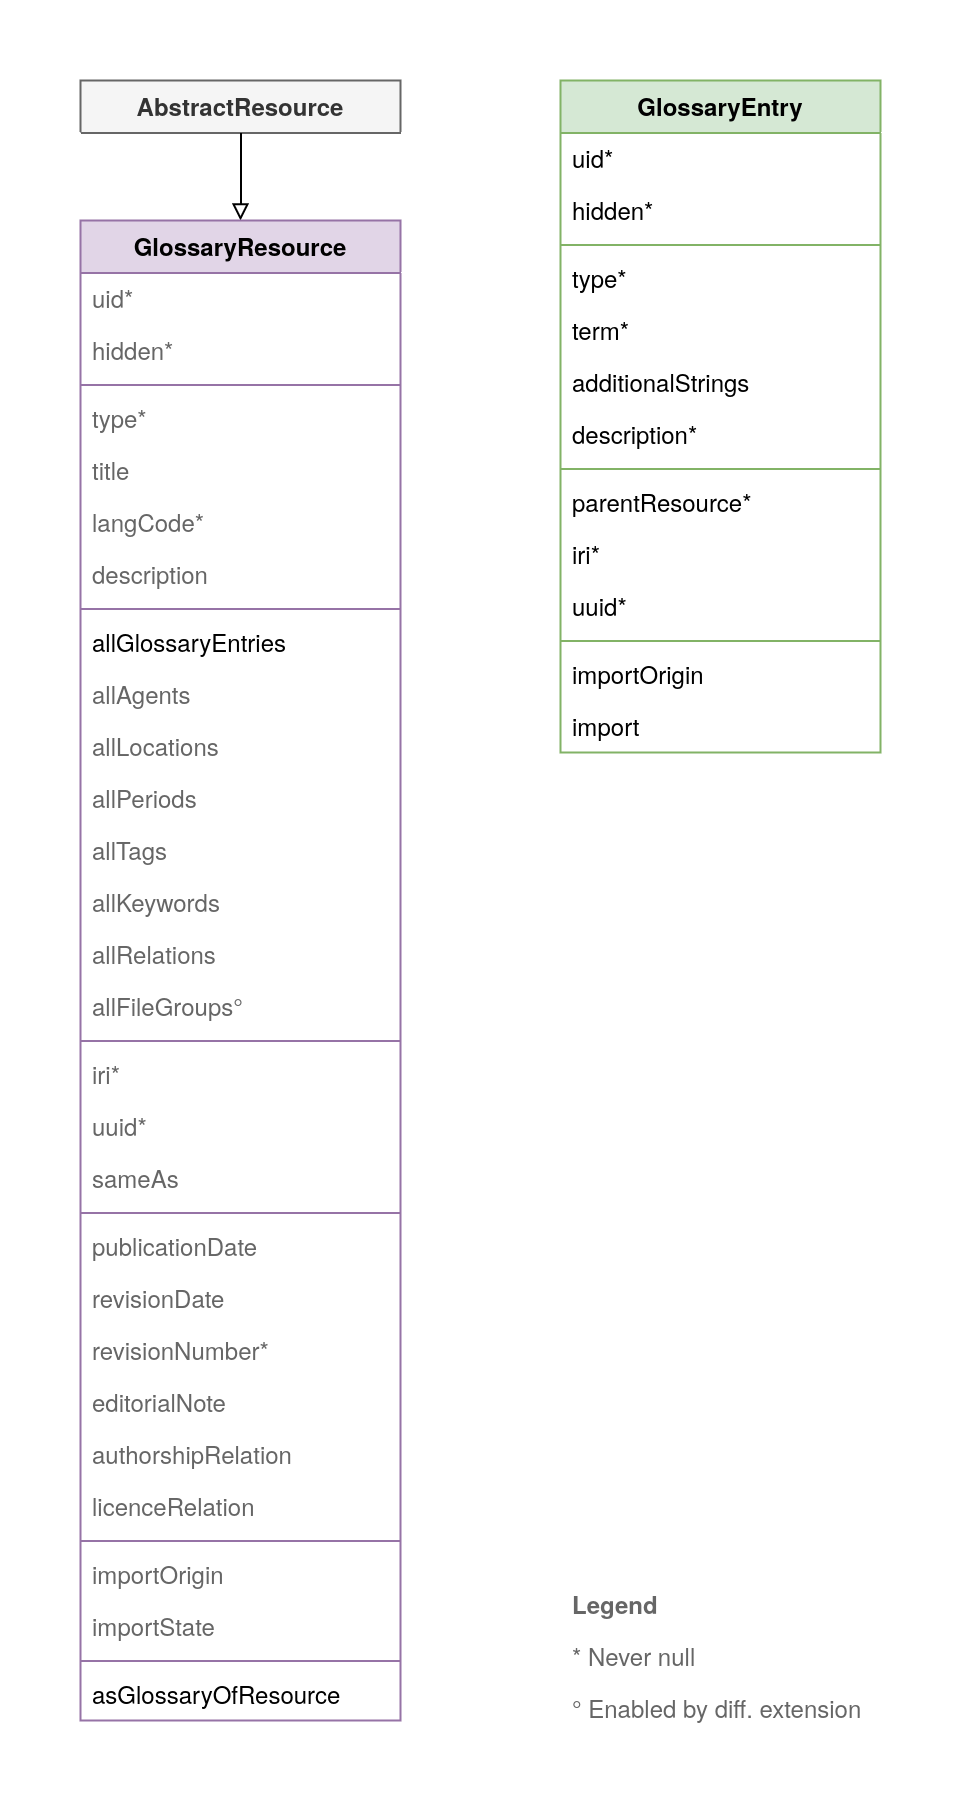 AbstractResource
GlossaryResource
uid*
hidden*
type*
title
langCode*
description
allGlossaryEntries
allAgents
allLocations
allPeriods
allTags
allKeywords
allRelations
allFileGroups°
iri*
uuid*
sameAs
publicationDate
revisionDate
revisionNumber*
editorialNote
authorshipRelation
licenceRelation
importOrigin
importState
asGlossaryOfResource
GlossaryEntry
uid*
hidden*
type*
term*
additionalStrings
description*
parentResource*
iri*
uuid*
importOrigin
import
Legend
* Never null
° Enabled by diff. extension